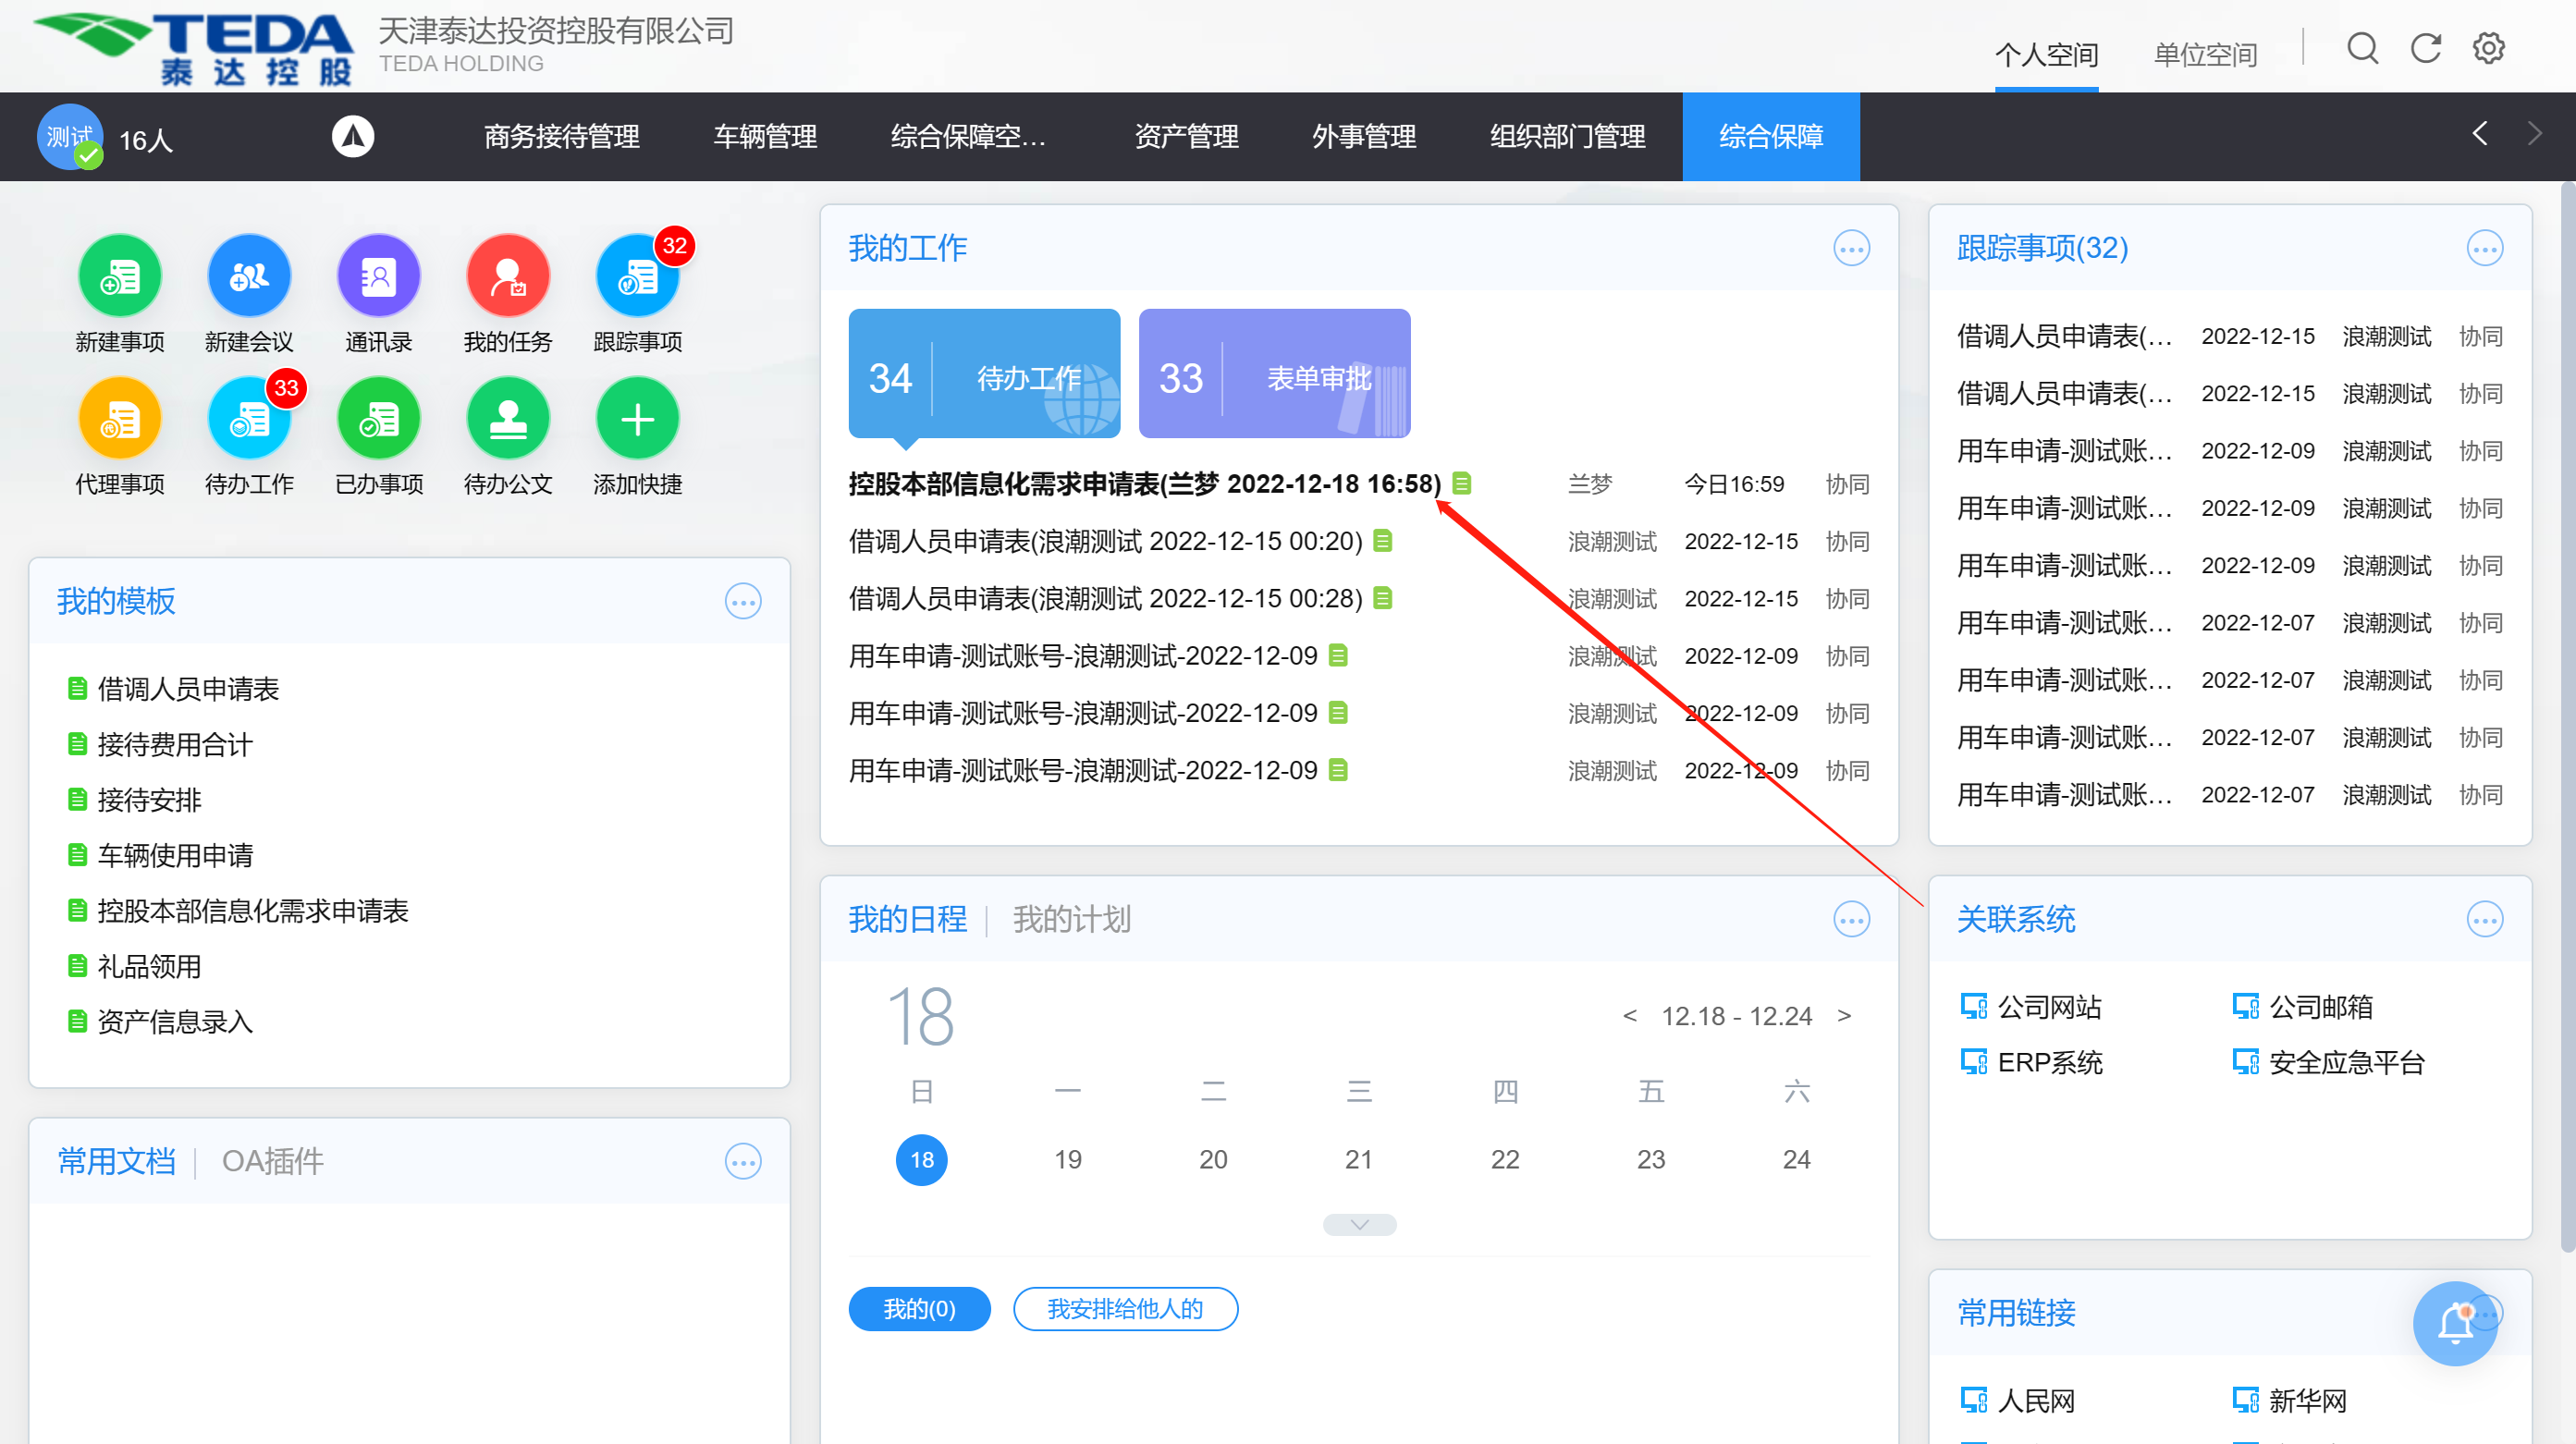 TEDA
泰达控股
天津泰达投资控股有限公司
TEDA HOLDING
个人空间
单位空间
测试
16人
商务接待管理
车辆管理
综合保障空…
资产管理
外事管理
组织部门管理
综合保障
新建事项
新建会议
通讯录
我的任务
32
跟踪事项
代理事项
33
待办工作
已办事项
待办公文
添加快捷
我的模板
借调人员申请表
接待费用合计
接待安排
车辆使用申请
控股本部信息化需求申请表
礼品领用
资产信息录入
常用文档
OA插件
我的工作
34 待办工作
33 表单审批
控股本部信息化需求申请表(兰梦 2022-12-18 16:58) 兰梦 今日16:59 协同
借调人员申请表(浪潮测试 2022-12-15 00:20) 浪潮测试 2022-12-15 协同
借调人员申请表(浪潮测试 2022-12-15 00:28) 浪潮测试 2022-12-15 协同
用车申请-测试账号-浪潮测试-2022-12-09 浪潮测试 2022-12-09 协同
用车申请-测试账号-浪潮测试-2022-12-09 浪潮测试 2022-12-09 协同
用车申请-测试账号-浪潮测试-2022-12-09 浪潮测试 2022-12-09 协同
我的日程
我的计划
18
< 12.18 - 12.24 >
日 一 二 三 四 五 六
18 19 20 21 22 23 24
我的(0)
我安排给他人的
跟踪事项(32)
借调人员申请表(… 2022-12-15 浪潮测试 协同
借调人员申请表(… 2022-12-15 浪潮测试 协同
用车申请-测试账… 2022-12-09 浪潮测试 协同
用车申请-测试账… 2022-12-09 浪潮测试 协同
用车申请-测试账… 2022-12-09 浪潮测试 协同
用车申请-测试账… 2022-12-07 浪潮测试 协同
用车申请-测试账… 2022-12-07 浪潮测试 协同
用车申请-测试账… 2022-12-07 浪潮测试 协同
用车申请-测试账… 2022-12-07 浪潮测试 协同
关联系统
公司网站
公司邮箱
ERP系统
安全应急平台
常用链接
人民网
新华网